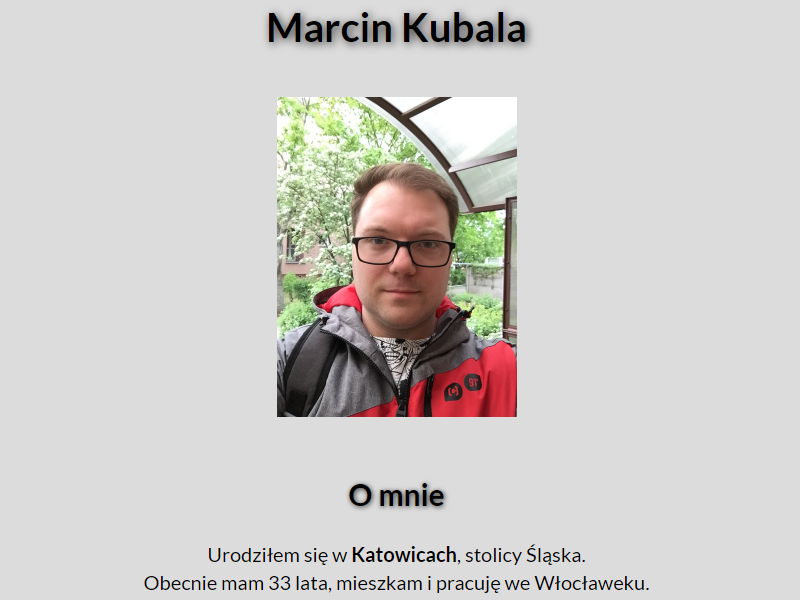 Marcin Kubala
O mnie
Urodziłem się w Katowicach, stolicy Śląska.
Obecnie mam 33 lata, mieszkam i pracuję we Włocławeku.